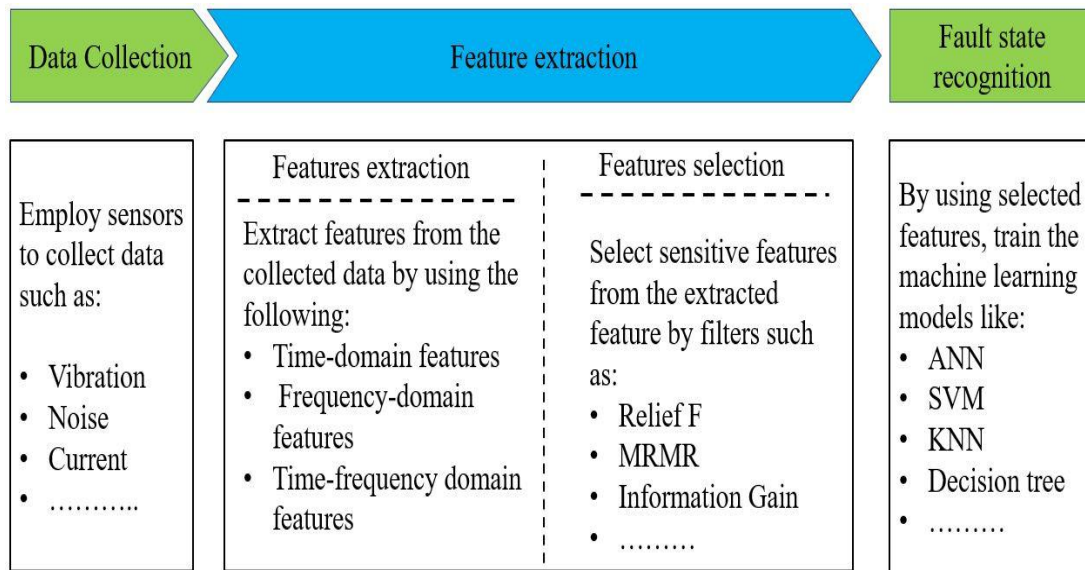 Data Collection
Feature extraction
Fault state
recognition
Employ sensors
to collect data
such as:
• Vibration
• Noise
• Current
• ………..
Features extraction
Extract features from the
collected data by using the
following:
• Time-domain features
• Frequency-domain
features
• Time-frequency domain
features
Features selection
Select sensitive features
from the extracted
feature by filters such
as:
• Relief F
• MRMR
• Information Gain
• ………
By using selected
features, train the
machine learning
models like:
• ANN
• SVM
• KNN
• Decision tree
• ………